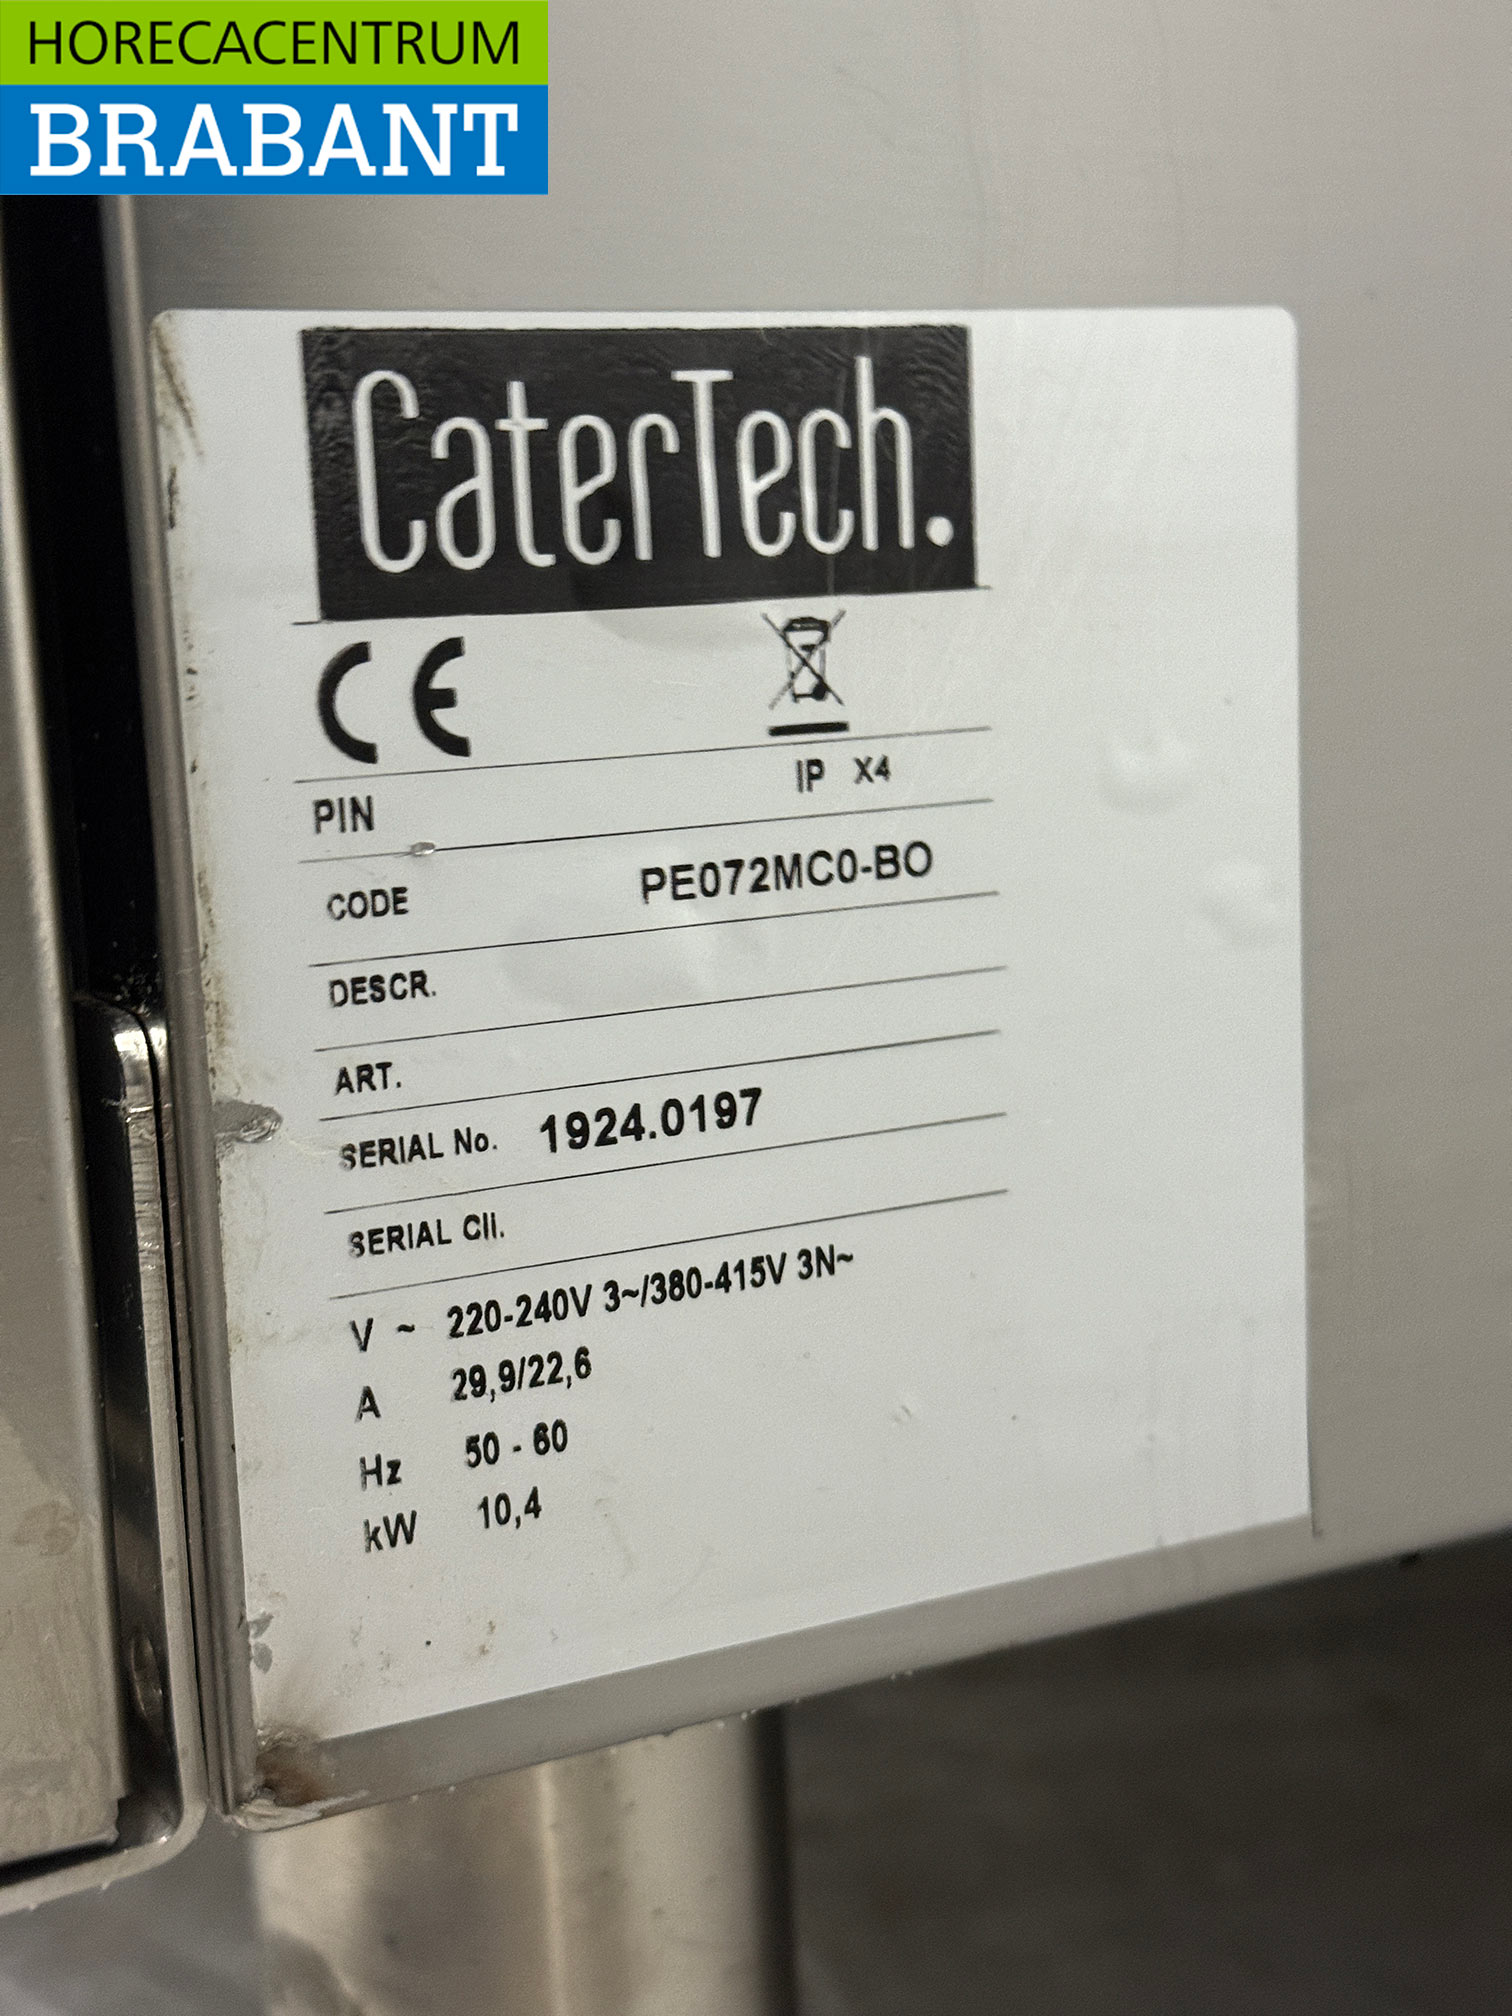 HORECACENTRUM
BRABANT
CaterTech.
CE
IP X4
PIN
CODE PE072MC0-BO
DESCR.
ART.
SERIAL No. 1924.0197
SERIAL CII.
V ~ 220-240V 3~/380-415V 3N~
A 29,9/22,6
Hz 50 - 60
kW 10,4